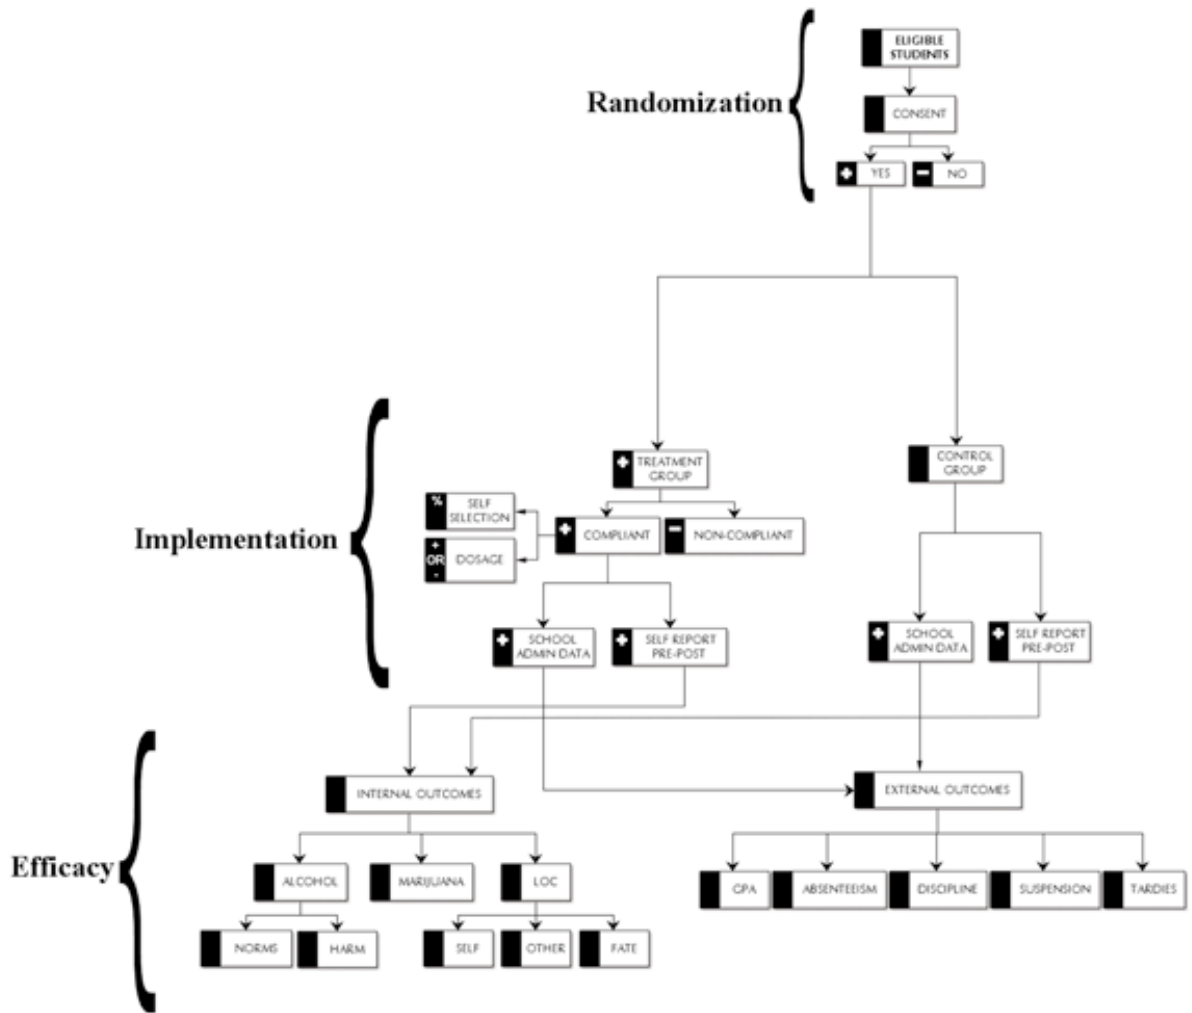 ELIGIBLE
STUDENTS
Randomization
CONSENT
+ YES
− NO
+ TREATMENT
GROUP
CONTROL
GROUP
% SELF
SELECTION
+ COMPLIANT
− NON-COMPLIANT
Implementation
+
OR DOSAGE
-
+ SCHOOL
ADMIN DATA
+ SELF REPORT
PRE-POST
+ SCHOOL
ADMIN DATA
+ SELF REPORT
PRE-POST
INTERNAL OUTCOMES
EXTERNAL OUTCOMES
Efficacy
ALCOHOL
MARIJUANA
LOC
GPA
ABSENTEEISM
DISCIPLINE
SUSPENSION
TARDIES
NORMS
HARM
SELF
OTHER
FATE